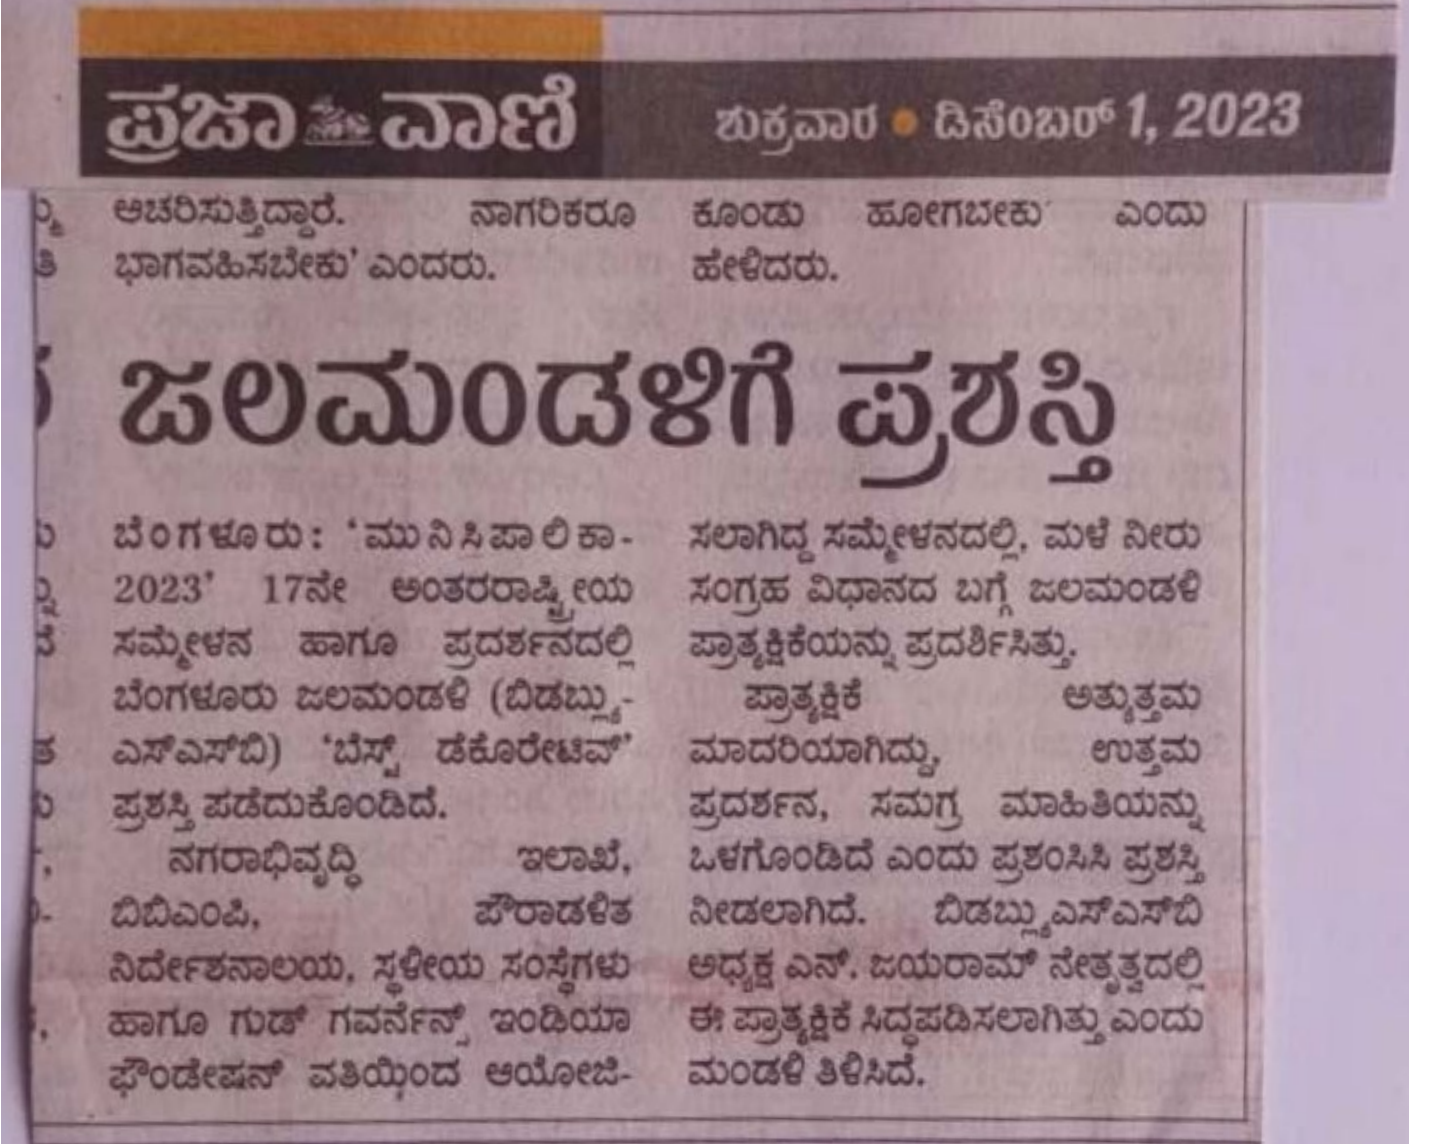 ಪ್ರಜಾವಾಣಿ
ಶುಕ್ರವಾರ • ಡಿಸೆಂಬರ್ 1, 2023
ಆಚರಿಸುತ್ತಿದ್ದಾರೆ. ನಾಗರಿಕರೂ
ಭಾಗವಹಿಸಬೇಕು' ಎಂದರು.
ಕೂಂಡು ಹೋಗಬೇಕು' ಎಂದು
ಹೇಳಿದರು.
ಜಲಮಂಡಳಿಗೆ ಪ್ರಶಸ್ತಿ
ಬೆಂಗಳೂರು: 'ಮುನಿಸಿಪಾಲಿಕಾ-
2023' 17ನೇ ಅಂತರರಾಷ್ಟ್ರೀಯ
ಸಮ್ಮೇಳನ ಹಾಗೂ ಪ್ರದರ್ಶನದಲ್ಲಿ
ಬೆಂಗಳೂರು ಜಲಮಂಡಳಿ (ಬಿಡಬ್ಲ್ಯು-
ಎಸ್‌ಎಸ್‌ಬಿ) 'ಬೆಸ್ಟ್ ಡೆಕೊರೇಟಿವ್'
ಪ್ರಶಸ್ತಿ ಪಡೆದುಕೊಂಡಿದೆ.
ನಗರಾಭಿವೃದ್ಧಿ ಇಲಾಖೆ,
ಬಿಬಿಎಂಪಿ, ಪೌರಾಡಳಿತ
ನಿರ್ದೇಶನಾಲಯ, ಸ್ಥಳೀಯ ಸಂಸ್ಥೆಗಳು
ಹಾಗೂ ಗುಡ್ ಗವರ್ನೆನ್ಸ್ ಇಂಡಿಯಾ
ಫೌಂಡೇಷನ್ ವತಿಯಿಂದ ಆಯೋಜಿ-
ಸಲಾಗಿದ್ದ ಸಮ್ಮೇಳನದಲ್ಲಿ, ಮಳೆ ನೀರು
ಸಂಗ್ರಹ ವಿಧಾನದ ಬಗ್ಗೆ ಜಲಮಂಡಳಿ
ಪ್ರಾತ್ಯಕ್ಷಿಕೆಯನ್ನು ಪ್ರದರ್ಶಿಸಿತ್ತು.
ಪ್ರಾತ್ಯಕ್ಷಿಕೆ ಅತ್ಯುತ್ತಮ
ಮಾದರಿಯಾಗಿದ್ದು, ಉತ್ತಮ
ಪ್ರದರ್ಶನ, ಸಮಗ್ರ ಮಾಹಿತಿಯನ್ನು
ಒಳಗೊಂಡಿದೆ ಎಂದು ಪ್ರಶಂಸಿಸಿ ಪ್ರಶಸ್ತಿ
ನೀಡಲಾಗಿದೆ. ಬಿಡಬ್ಲ್ಯುಎಸ್‌ಎಸ್‌ಬಿ
ಅಧ್ಯಕ್ಷ ಎನ್. ಜಯರಾಮ್ ನೇತೃತ್ವದಲ್ಲಿ
ಈ ಪ್ರಾತ್ಯಕ್ಷಿಕೆ ಸಿದ್ಧಪಡಿಸಲಾಗಿತ್ತು ಎಂದು
ಮಂಡಳಿ ತಿಳಿಸಿದೆ.